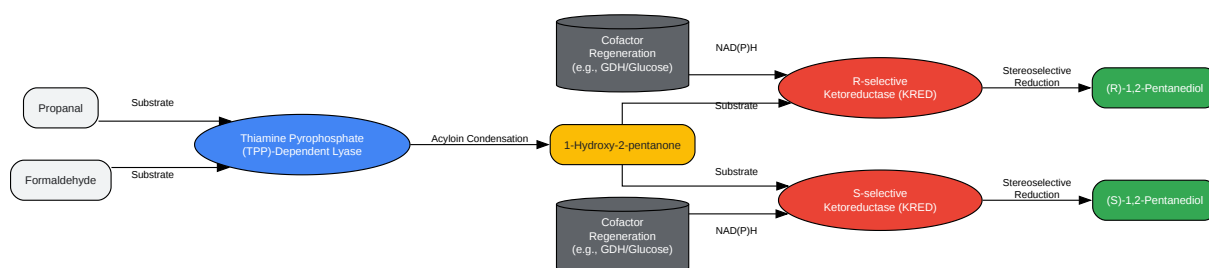 Propanal
Formaldehyde
Substrate
Substrate
Thiamine Pyrophosphate
(TPP)-Dependent Lyase
Acyloin Condensation
1-Hydroxy-2-pentanone
Cofactor
Regeneration
(e.g., GDH/Glucose)
NAD(P)H
Substrate
R-selective
Ketoreductase (KRED)
Stereoselective
Reduction
(R)-1,2-Pentanediol
Cofactor
Regeneration
(e.g., GDH/Glucose)
Substrate
NAD(P)H
S-selective
Ketoreductase (KRED)
Stereoselective
Reduction
(S)-1,2-Pentanediol